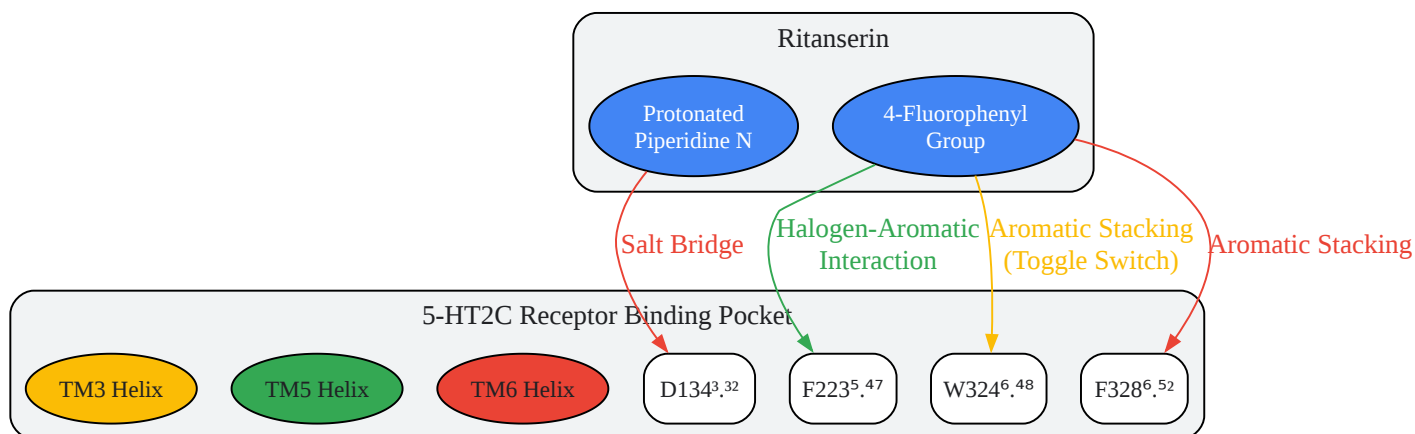 Ritanserin
Protonated
Piperidine N
4-Fluorophenyl
Group
Salt Bridge
Halogen-Aromatic
Interaction
Aromatic Stacking
(Toggle Switch)
Aromatic Stacking
5-HT2C Receptor Binding Pocket
TM3 Helix
TM5 Helix
TM6 Helix
D134³.³²
F223⁵.⁴⁷
W324⁶.⁴⁸
F328⁶.⁵²